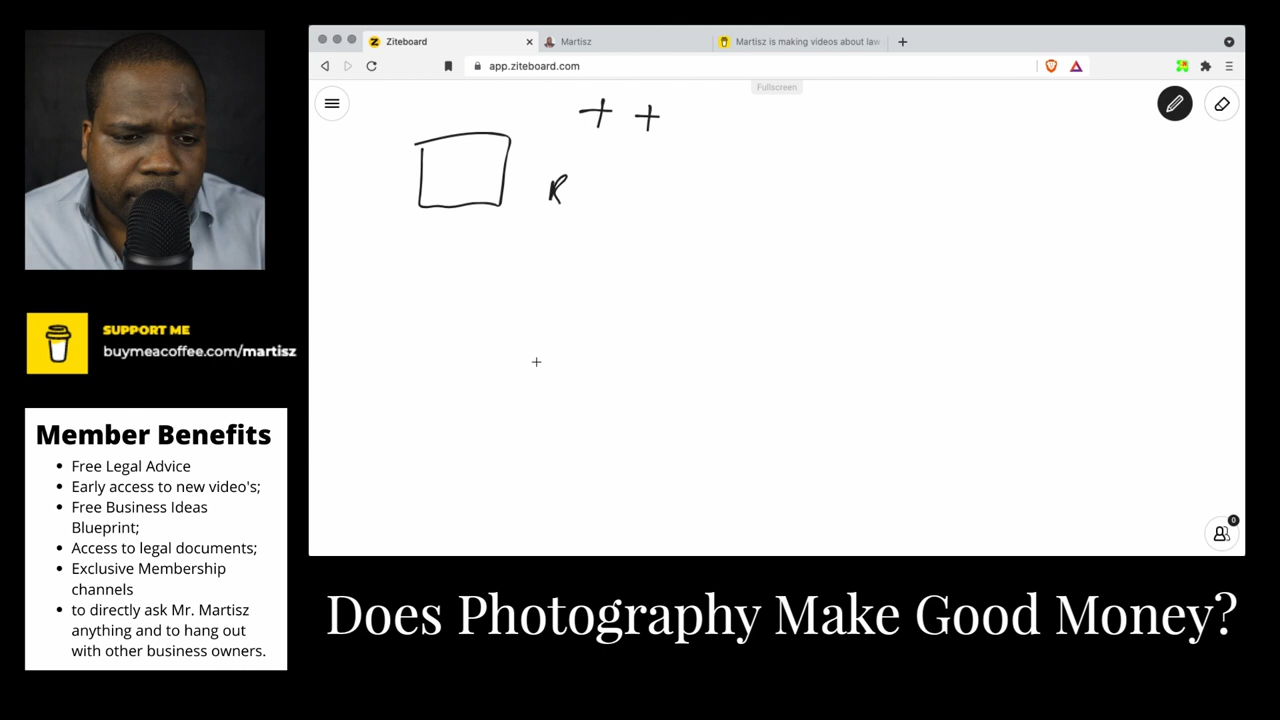 Ziteboard
Martisz
Martisz is making videos about law
app.ziteboard.com
Fullscreen
+ +
R
SUPPORT ME
buymeacoffee.com/martisz
Member Benefits
• Free Legal Advice
• Early access to new video's;
• Free Business Ideas
Blueprint;
• Access to legal documents;
• Exclusive Membership
channels
• to directly ask Mr. Martisz
anything and to hang out
with other business owners.
0
Does Photography Make Good Money?